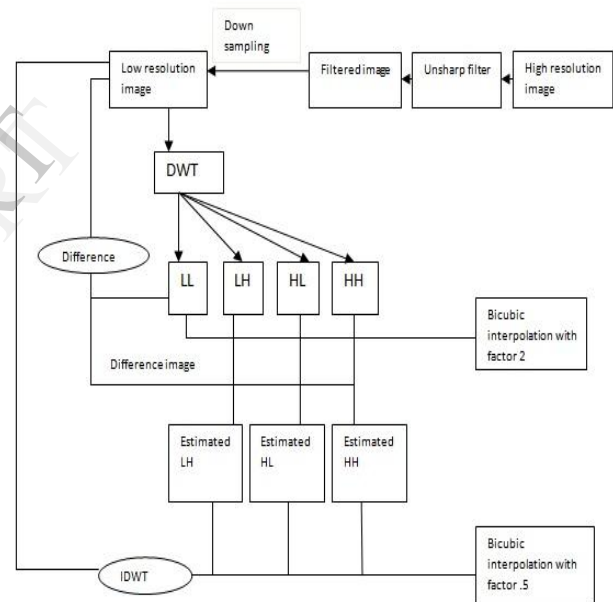 Down
sampling
Low resolution
image
Filtered image
Unsharp filter
High resolution
image
DWT
Difference
LL
LH
HL
HH
Bicubic
interpolation with
factor 2
Difference image
Estimated
LH
Estimated
HL
Estimated
HH
IDWT
Bicubic
interpolation with
factor .5